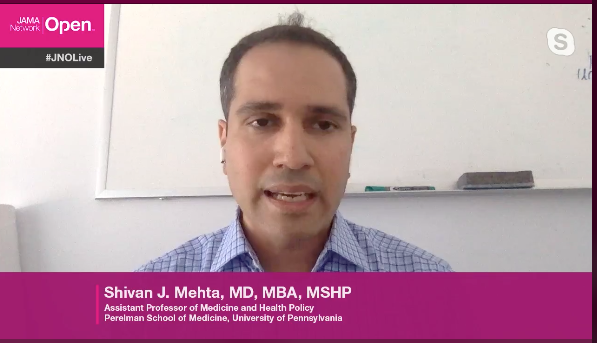 JAMA
Network
Open™
#JNOLive
S
Shivan J. Mehta, MD, MBA, MSHP
Assistant Professor of Medicine and Health Policy
Perelman School of Medicine, University of Pennsylvania